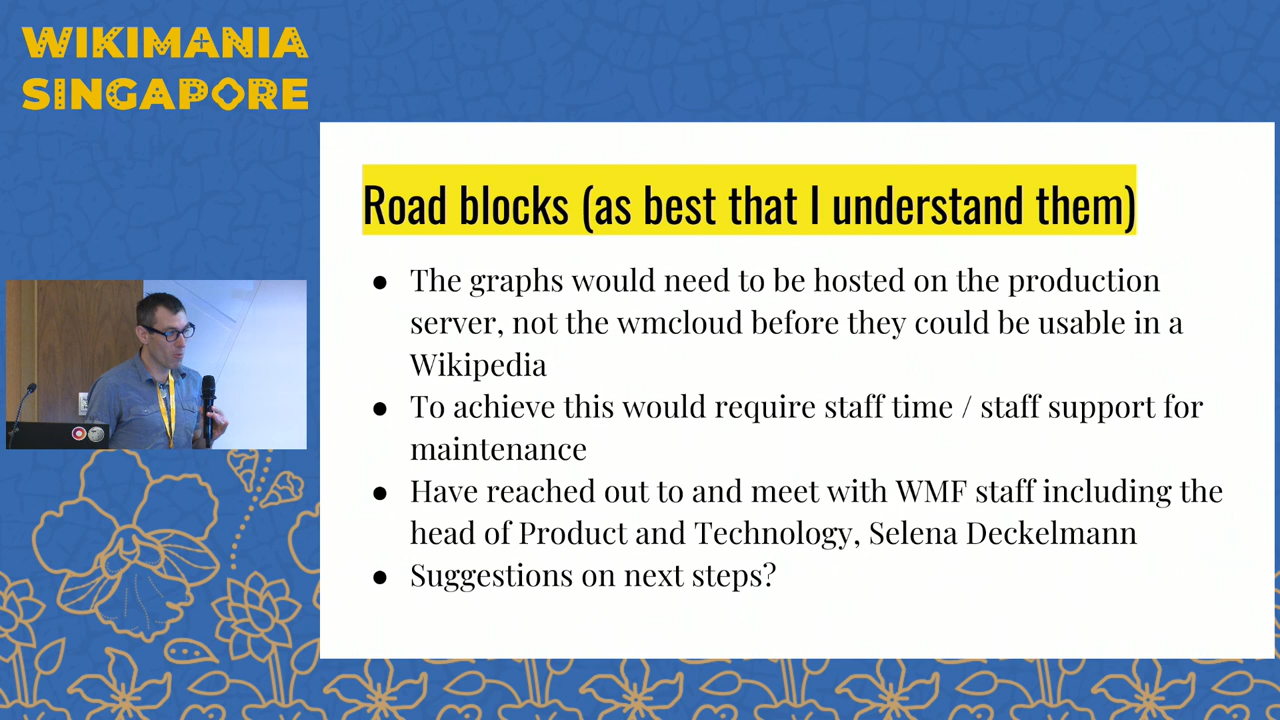 WIKIMANIA
SINGAPORE
Road blocks (as best that I understand them)
● The graphs would need to be hosted on the production
server, not the wmcloud before they could be usable in a
Wikipedia
● To achieve this would require staff time / staff support for
maintenance
● Have reached out to and meet with WMF staff including the
head of Product and Technology, Selena Deckelmann
● Suggestions on next steps?